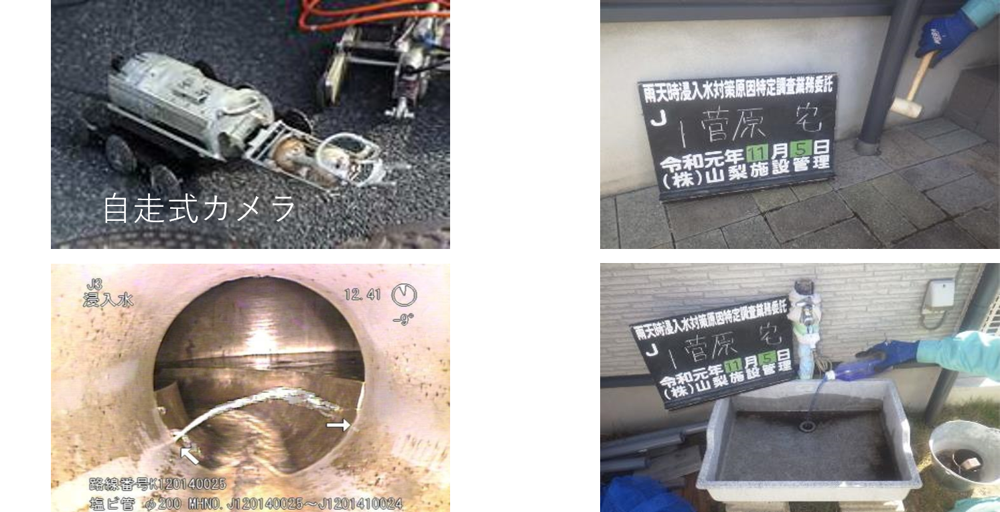 自走式カメラ
雨天時浸入水対策原因特定調査業務委託
J
1 菅原 宅
令和元年11月5日
(株)山梨施設管理
J3
浸入水
12.41
-9°
路線番号K120140025
塩ビ管 φ200 MHNO.J120140025～J1201410024
雨天時浸入水対策原因特定調査業務委託
J
1 菅原 宅
令和元年11月5日
(株)山梨施設管理